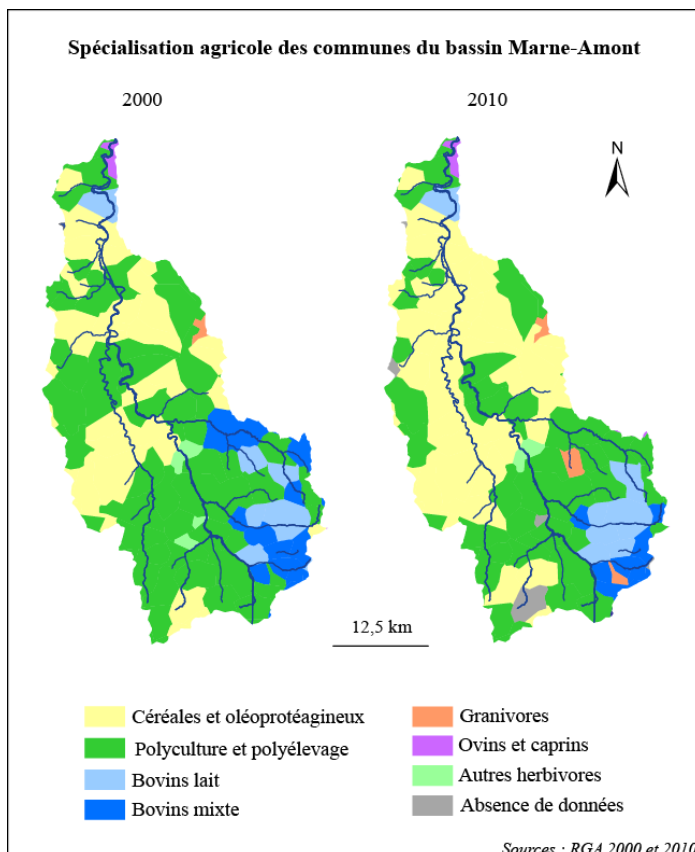 Spécialisation agricole des communes du bassin Marne-Amont
2000
2010
N
12,5 km
Céréales et oléoprotéagineux
Polyculture et polyélevage
Bovins lait
Bovins mixte
Granivores
Ovins et caprins
Autres herbivores
Absence de données
Sources : RGA 2000 et 2010